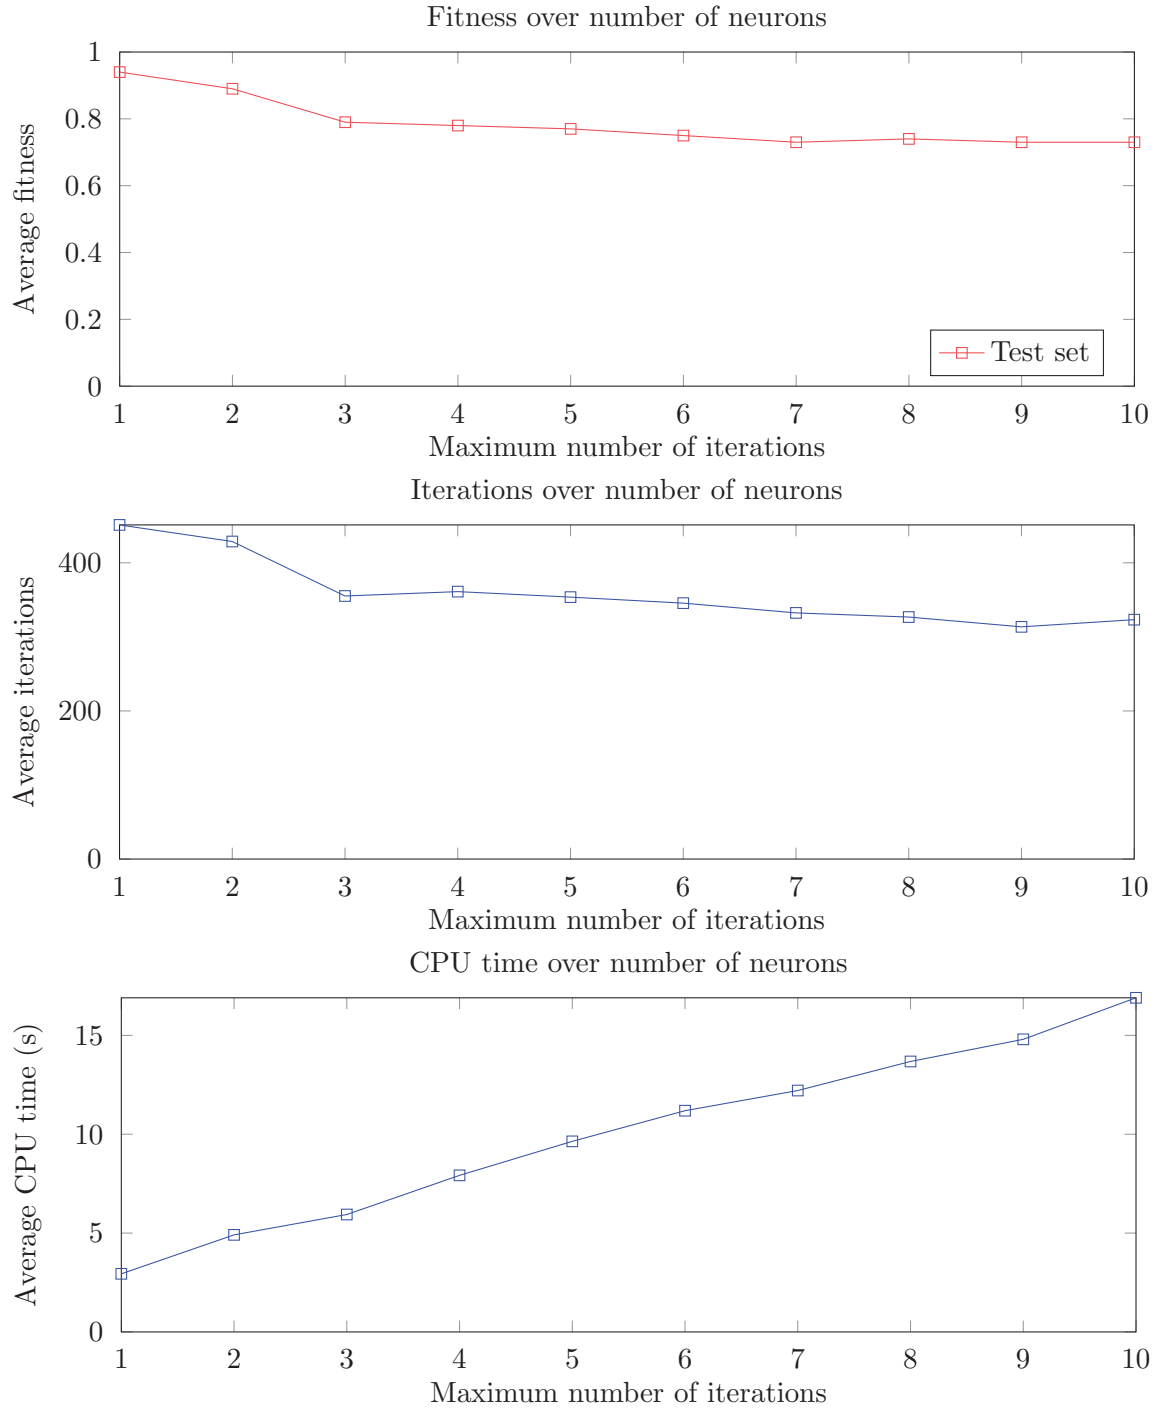 Fitness over number of neurons
1
0.8
0.6
0.4
0.2
0
Average fitness
Test set
1 2 3 4 5 6 7 8 9 10
Maximum number of iterations
Iterations over number of neurons
400
200
0
Average iterations
1 2 3 4 5 6 7 8 9 10
Maximum number of iterations
CPU time over number of neurons
15
10
5
0
Average CPU time (s)
1 2 3 4 5 6 7 8 9 10
Maximum number of iterations